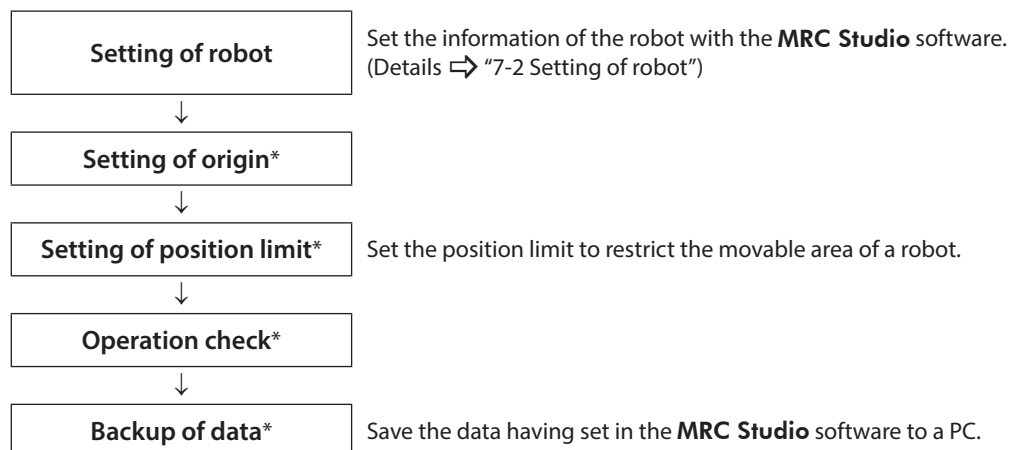 Setting of robot
Set the information of the robot with the MRC Studio software.
(Details ⇨ “7-2 Setting of robot”)
↓
Setting of origin*
↓
Setting of position limit*
Set the position limit to restrict the movable area of a robot.
↓
Operation check*
↓
Backup of data*
Save the data having set in the MRC Studio software to a PC.